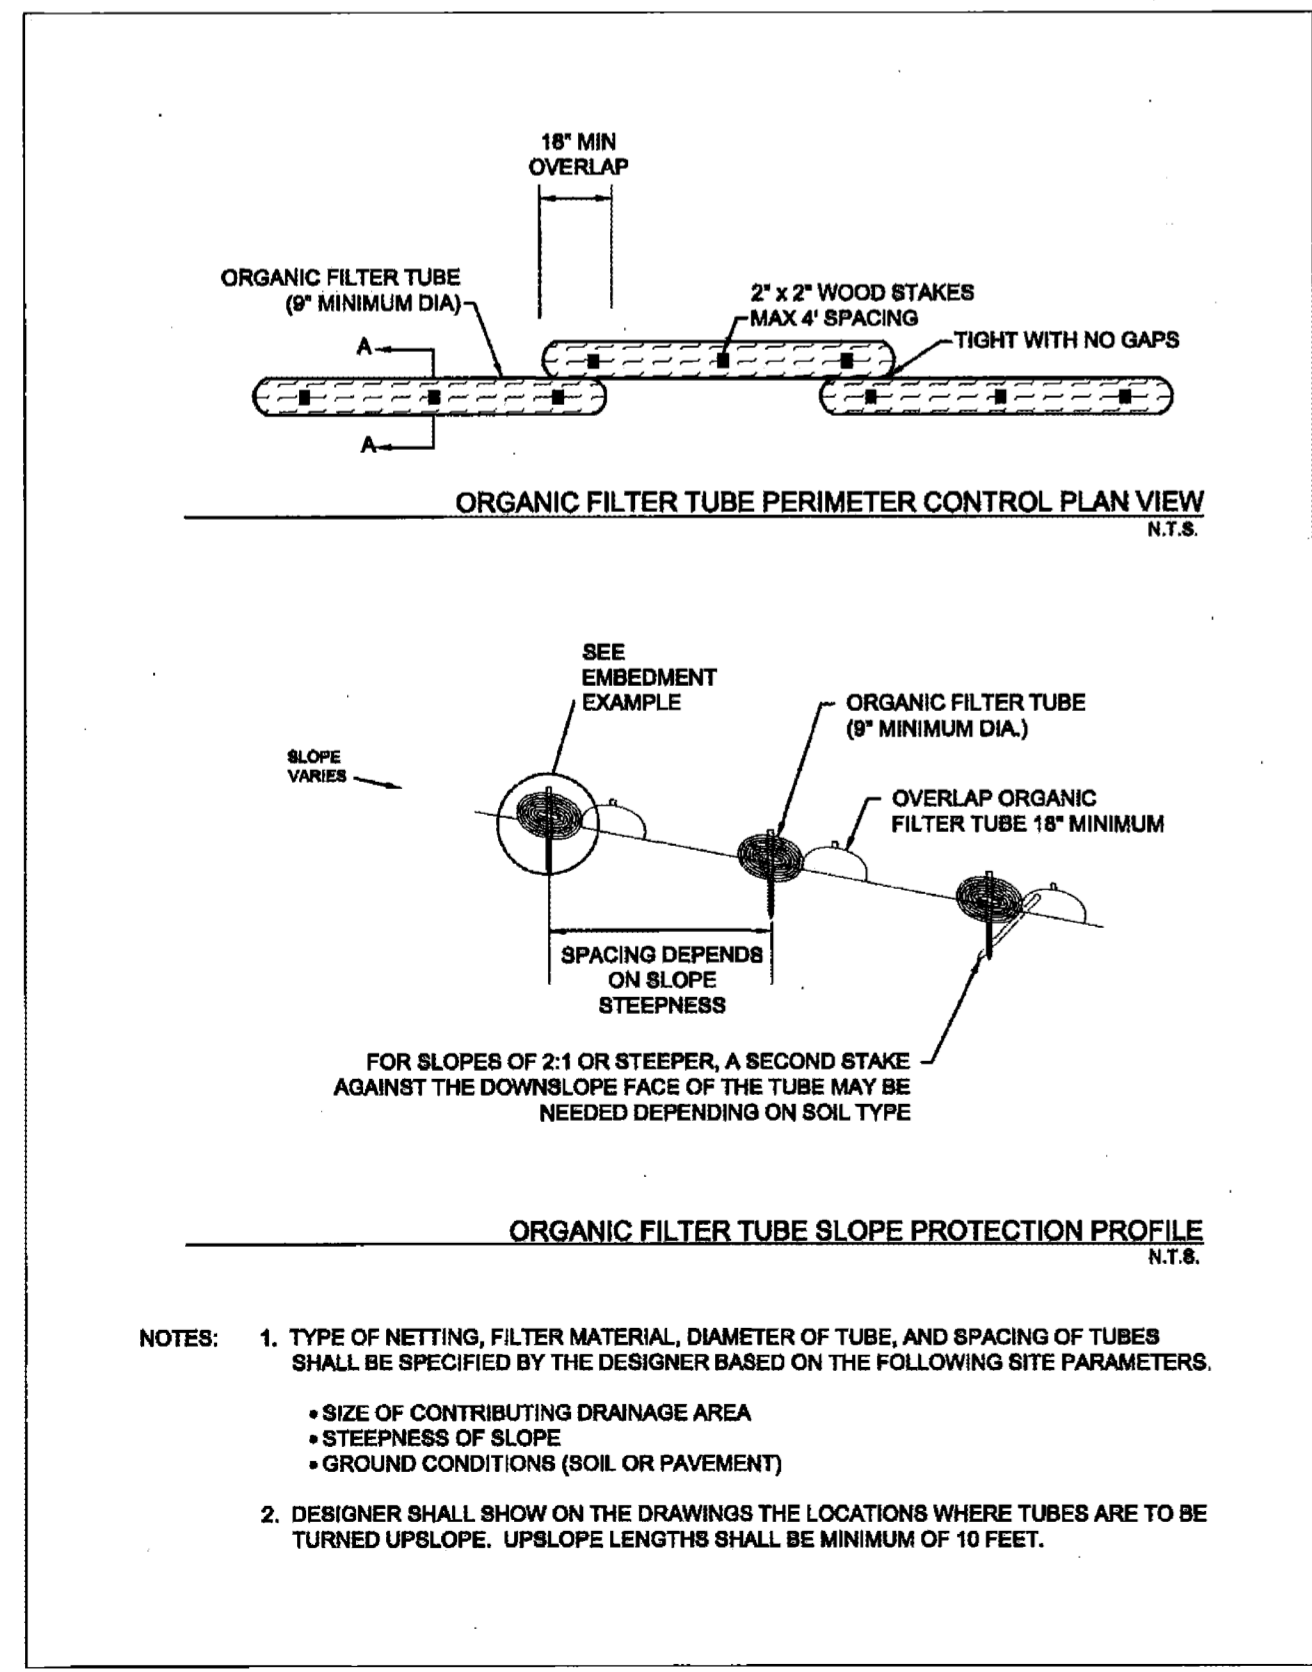 18" MIN
OVERLAP
ORGANIC FILTER TUBE
(9" MINIMUM DIA)
2" x 2" WOOD STAKES
MAX 4' SPACING
TIGHT WITH NO GAPS
A
A
ORGANIC FILTER TUBE PERIMETER CONTROL PLAN VIEW
N.T.S.
SEE
EMBEDMENT
EXAMPLE
ORGANIC FILTER TUBE
(9" MINIMUM DIA.)
SLOPE
VARIES
OVERLAP ORGANIC
FILTER TUBE 18" MINIMUM
SPACING DEPENDS
ON SLOPE
STEEPNESS
FOR SLOPES OF 2:1 OR STEEPER, A SECOND STAKE
AGAINST THE DOWNSLOPE FACE OF THE TUBE MAY BE
NEEDED DEPENDING ON SOIL TYPE
ORGANIC FILTER TUBE SLOPE PROTECTION PROFILE
N.T.S.
NOTES: 1. TYPE OF NETTING, FILTER MATERIAL, DIAMETER OF TUBE, AND SPACING OF TUBES
SHALL BE SPECIFIED BY THE DESIGNER BASED ON THE FOLLOWING SITE PARAMETERS.
• SIZE OF CONTRIBUTING DRAINAGE AREA
• STEEPNESS OF SLOPE
• GROUND CONDITIONS (SOIL OR PAVEMENT)
2. DESIGNER SHALL SHOW ON THE DRAWINGS THE LOCATIONS WHERE TUBES ARE TO BE
TURNED UPSLOPE. UPSLOPE LENGTHS SHALL BE MINIMUM OF 10 FEET.